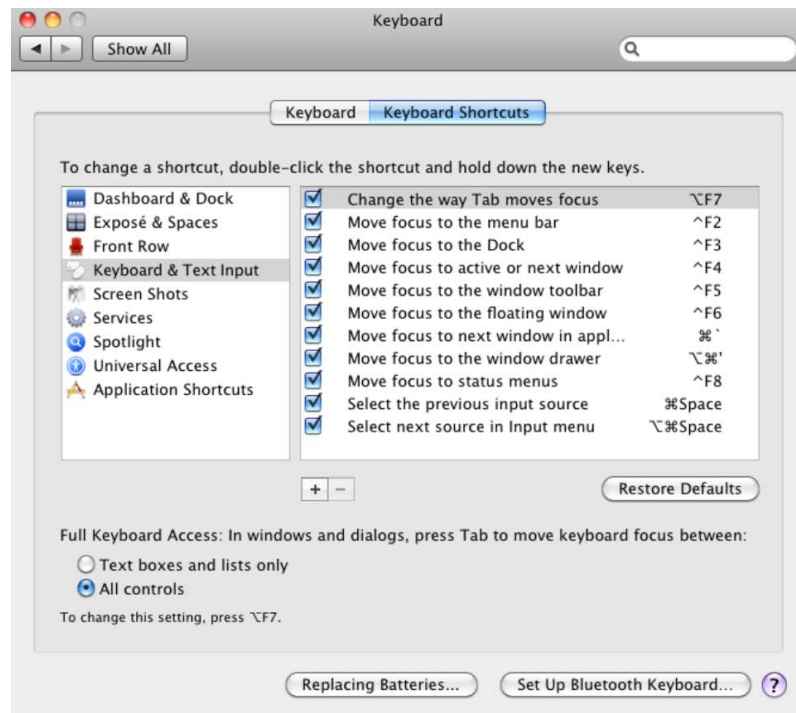 Keyboard
Show All
Keyboard Keyboard Shortcuts
To change a shortcut, double-click the shortcut and hold down the new keys.
Dashboard & Dock
Exposé & Spaces
Front Row
Keyboard & Text Input
Screen Shots
Services
Spotlight
Universal Access
Application Shortcuts
Change the way Tab moves focus ⌥F7
Move focus to the menu bar ^F2
Move focus to the Dock ^F3
Move focus to active or next window ^F4
Move focus to the window toolbar ^F5
Move focus to the floating window ^F6
Move focus to next window in appl... ⌘`
Move focus to the window drawer ⌥⌘'
Move focus to status menus ^F8
Select the previous input source ⌘Space
Select next source in Input menu ⌥⌘Space
+ −
Restore Defaults
Full Keyboard Access: In windows and dialogs, press Tab to move keyboard focus between:
Text boxes and lists only
All controls
To change this setting, press ⌥F7.
Replacing Batteries... Set Up Bluetooth Keyboard... ?